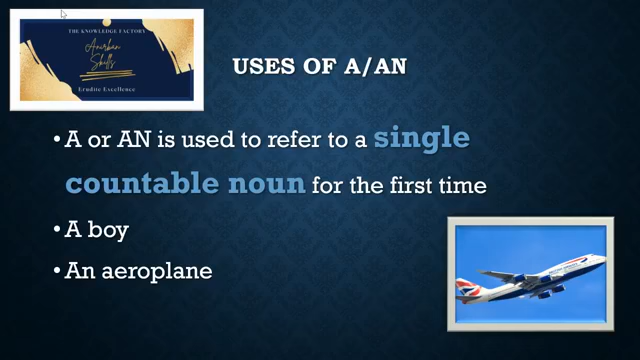 THE KNOWLEDGE FACTORY
Anirban
Skills
Erudite Excellence
USES OF A/AN
• A or AN is used to refer to a single
countable noun for the first time
• A boy
• An aeroplane